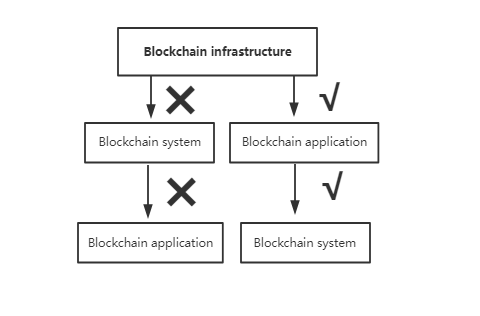 Blockchain infrastructure
Blockchain system
Blockchain application
Blockchain application
Blockchain system